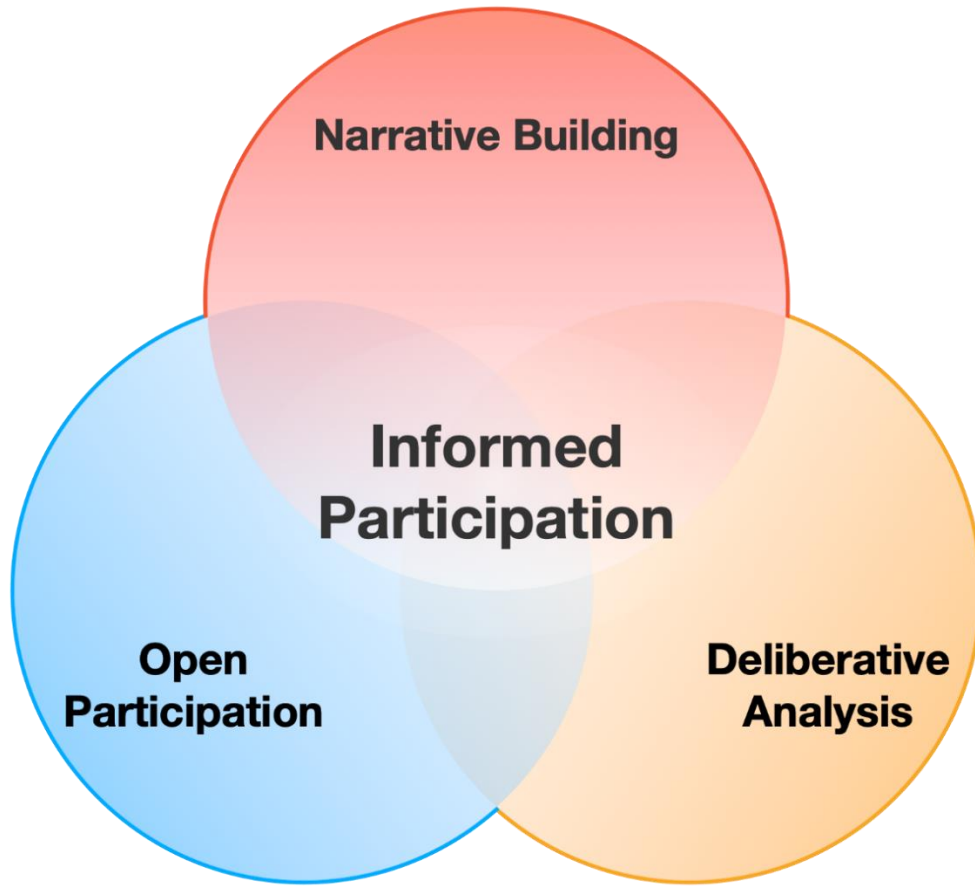 Narrative Building
Informed
Participation
Open
Participation
Deliberative
Analysis